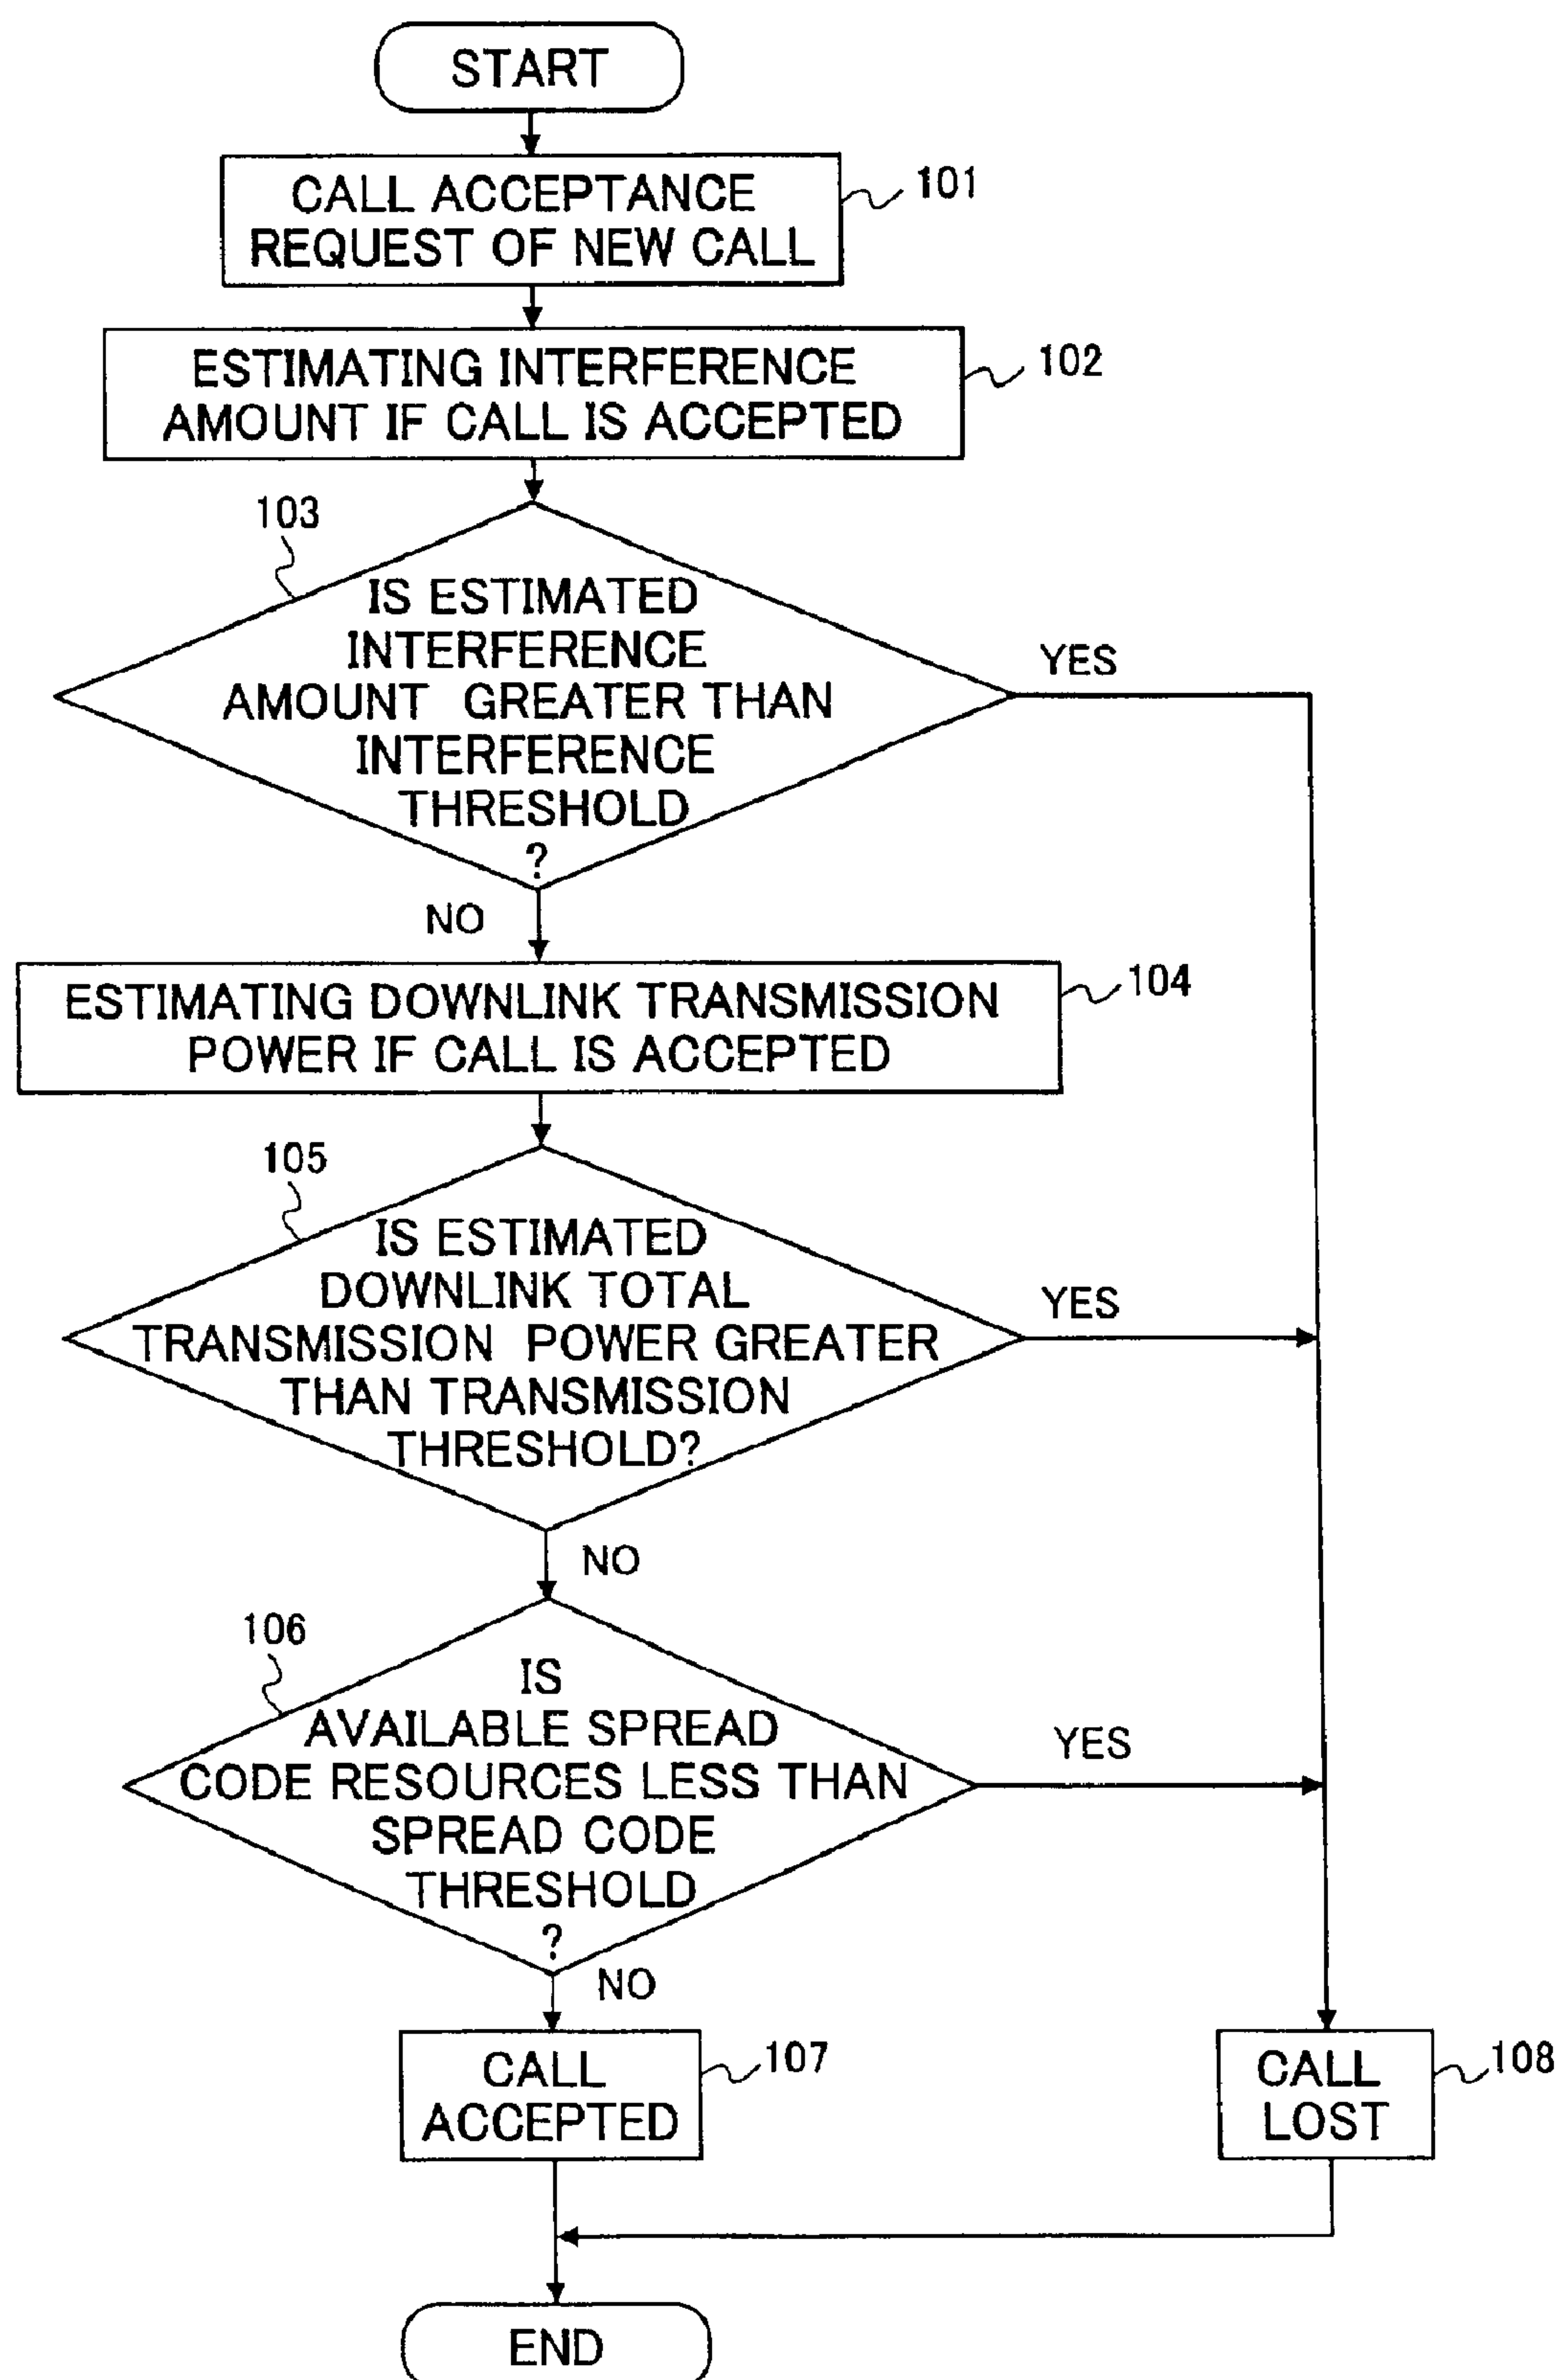 START
CALL ACCEPTANCE
REQUEST OF NEW CALL
101
ESTIMATING INTERFERENCE
AMOUNT IF CALL IS ACCEPTED
102
103
IS ESTIMATED
INTERFERENCE
AMOUNT GREATER THAN
INTERFERENCE
THRESHOLD
?
YES
NO
ESTIMATING DOWNLINK TRANSMISSION
POWER IF CALL IS ACCEPTED
104
105
IS ESTIMATED
DOWNLINK TOTAL
TRANSMISSION POWER GREATER
THAN TRANSMISSION
THRESHOLD?
YES
NO
106
IS
AVAILABLE SPREAD
CODE RESOURCES LESS THAN
SPREAD CODE
THRESHOLD
?
YES
NO
CALL
ACCEPTED
107
CALL
LOST
108
END